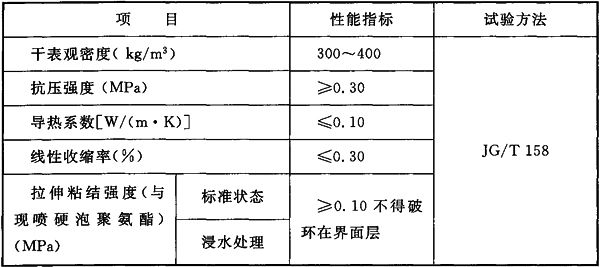 项 目 性能指标 试验方法
干表观密度( kg/m³) 300～400
抗压强度 (MPa) ≥0.30
导热系数[W/(m·K)] ≤0.10
线性收缩率(%) ≤0.30
JG/T 158
拉伸粘结强度(与
现喷硬泡聚氨酯)
(MPa)
标准状态
浸水处理
≥0.10 不得破
环在界面层